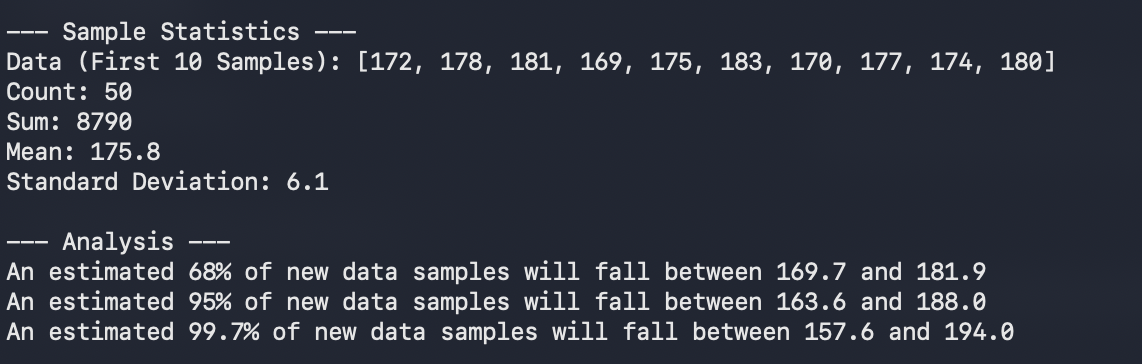 --- Sample Statistics ---
Data (First 10 Samples): [172, 178, 181, 169, 175, 183, 170, 177, 174, 180]
Count: 50
Sum: 8790
Mean: 175.8
Standard Deviation: 6.1
--- Analysis ---
An estimated 68% of new data samples will fall between 169.7 and 181.9
An estimated 95% of new data samples will fall between 163.6 and 188.0
An estimated 99.7% of new data samples will fall between 157.6 and 194.0